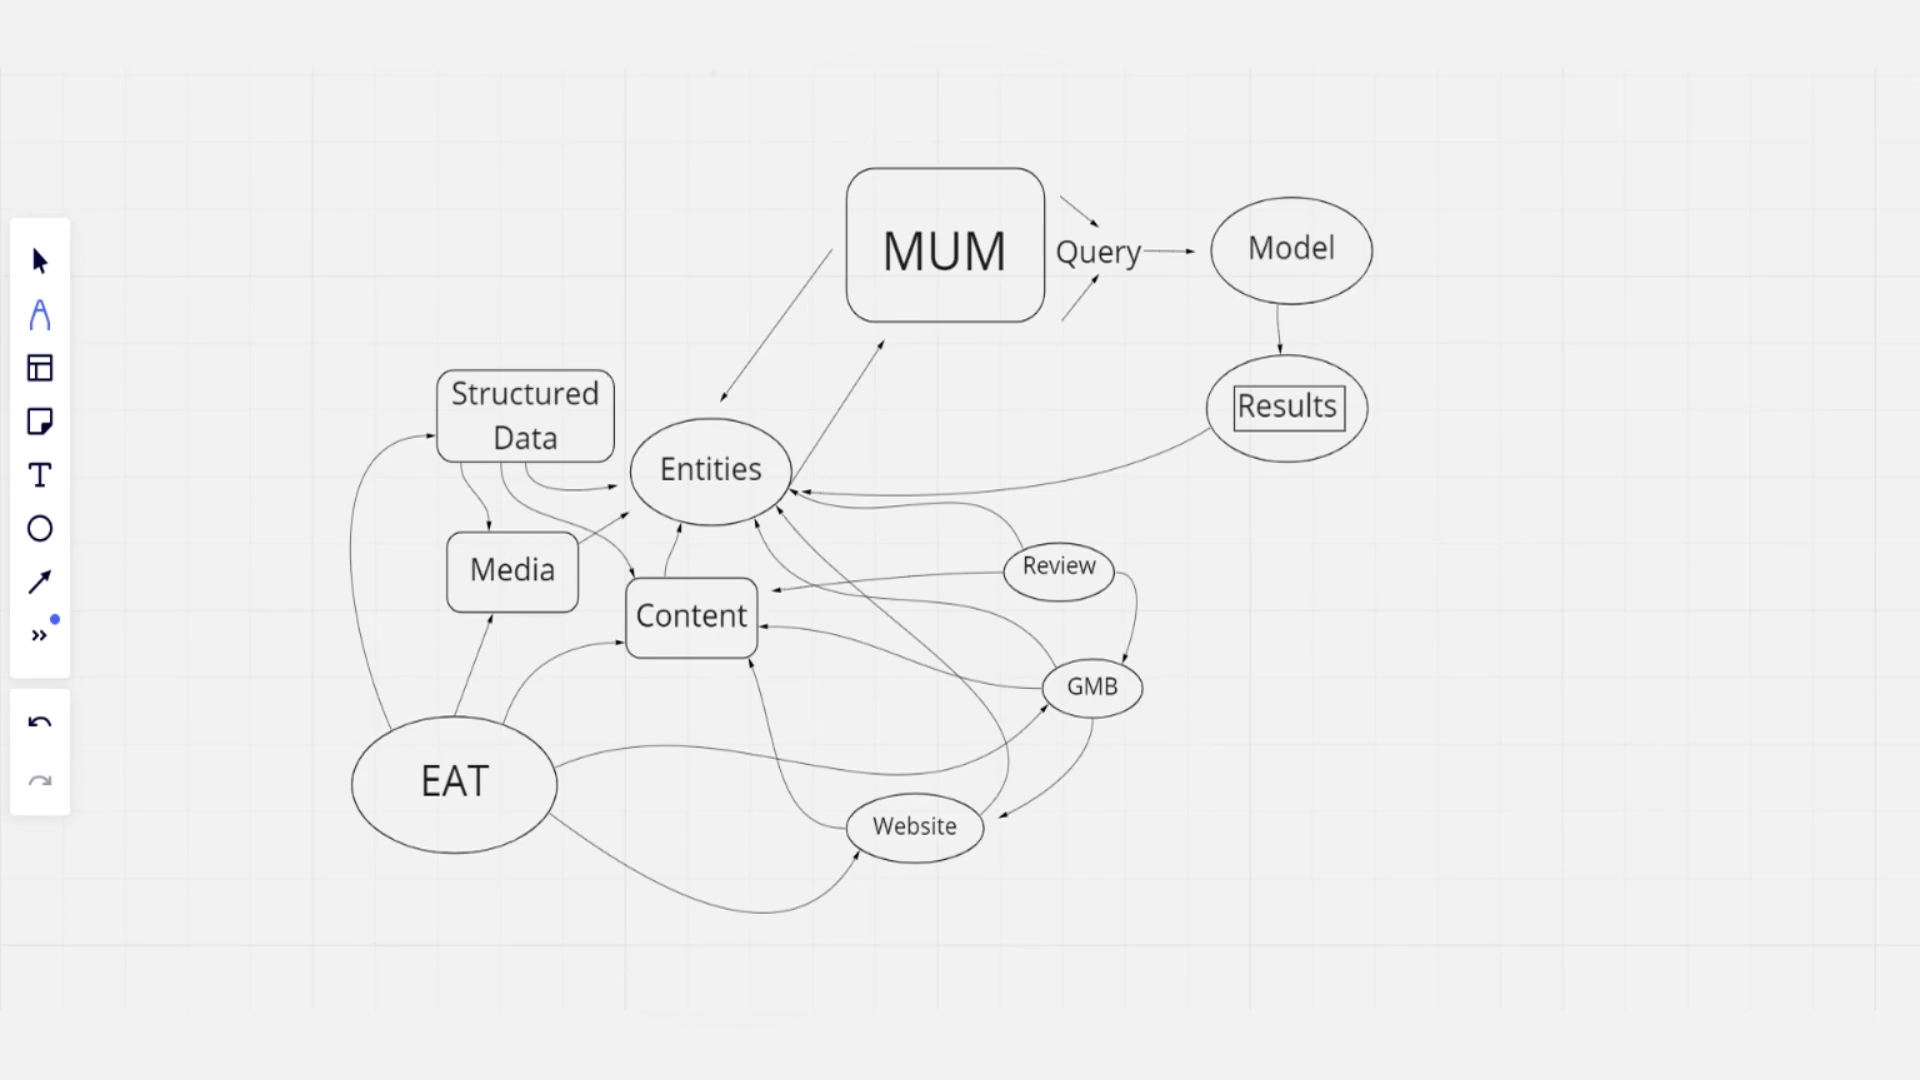 MUM
Query
Model
Structured
Data
Results
Entities
Media
Review
Content
GMB
EAT
Website